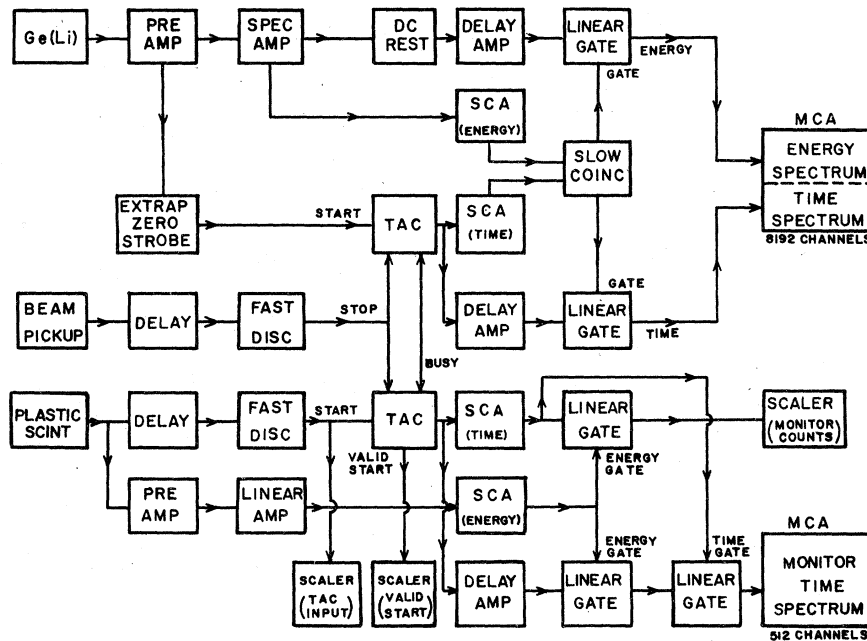 Ge(Li)
PRE
AMP
SPEC
AMP
DC
REST
DELAY
AMP
LINEAR
GATE
ENERGY
GATE
SCA
(ENERGY)
SLOW
COINC
MCA
ENERGY
SPECTRUM
TIME
SPECTRUM
8192 CHANNELS
EXTRAP
ZERO
STROBE
START
TAC
SCA
(TIME)
GATE
BEAM
PICKUP
DELAY
FAST
DISC
STOP
DELAY
AMP
LINEAR
GATE
TIME
BUSY
PLASTIC
SCINT
DELAY
FAST
DISC
START
TAC
SCA
(TIME)
LINEAR
GATE
SCALER
(MONITOR
COUNTS)
VALID
START
ENERGY
GATE
PRE
AMP
LINEAR
AMP
SCA
(ENERGY)
ENERGY
GATE
TIME
GATE
MCA
SCALER
(TAC
INPUT)
SCALER
(VALID
START)
DELAY
AMP
LINEAR
GATE
LINEAR
GATE
MONITOR
TIME
SPECTRUM
512 CHANNELS